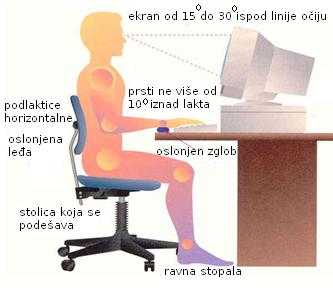 ekran od 15° do 30° ispod linije očiju
prsti ne više od
10° iznad lakta
podlaktice
horizontalne
oslonjena
leđa
oslonjen zglob
stolica koja se
podešava
ravna stopala